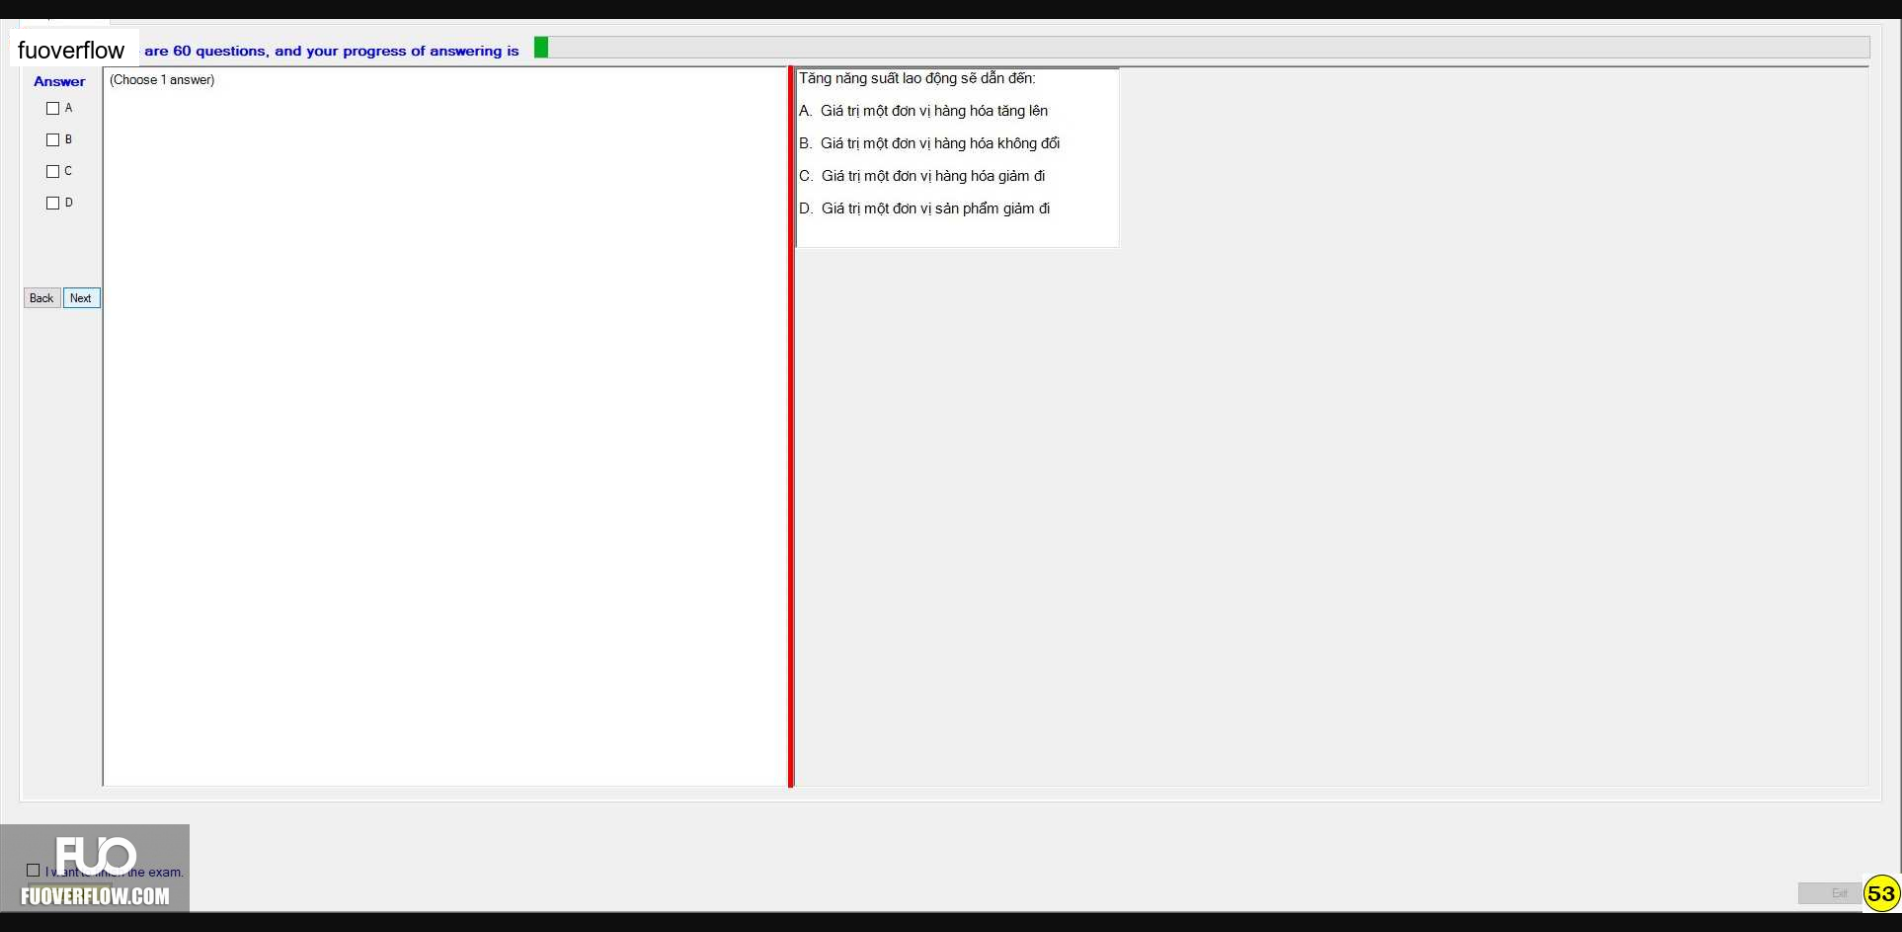 fuoverflow are 60 questions, and your progress of answering is
Answer
(Choose 1 answer)
A
B
C
D
Back Next
Tăng năng suất lao động sẽ dẫn đến:
A. Giá trị một đơn vị hàng hóa tăng lên
B. Giá trị một đơn vị hàng hóa không đổi
C. Giá trị một đơn vị hàng hóa giảm đi
D. Giá trị một đơn vị sản phẩm giảm đi
FUO
I want to finish the exam.
FUOVERFLOW.COM
Exit
53